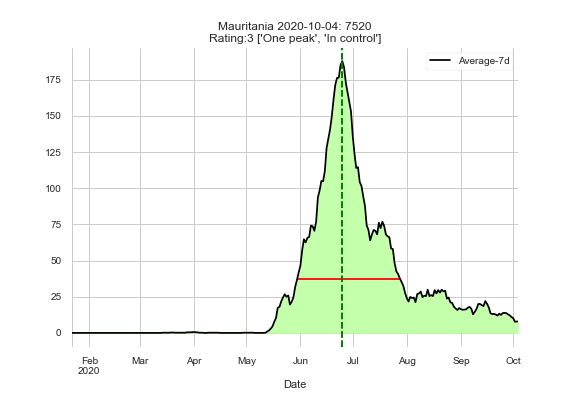 Mauritania 2020-10-04: 7520
Rating:3 ['One peak', 'In control']
Average-7d
175
150
125
100
75
50
25
0
Feb Mar Apr May Jun Jul Aug Sep Oct
2020
Date